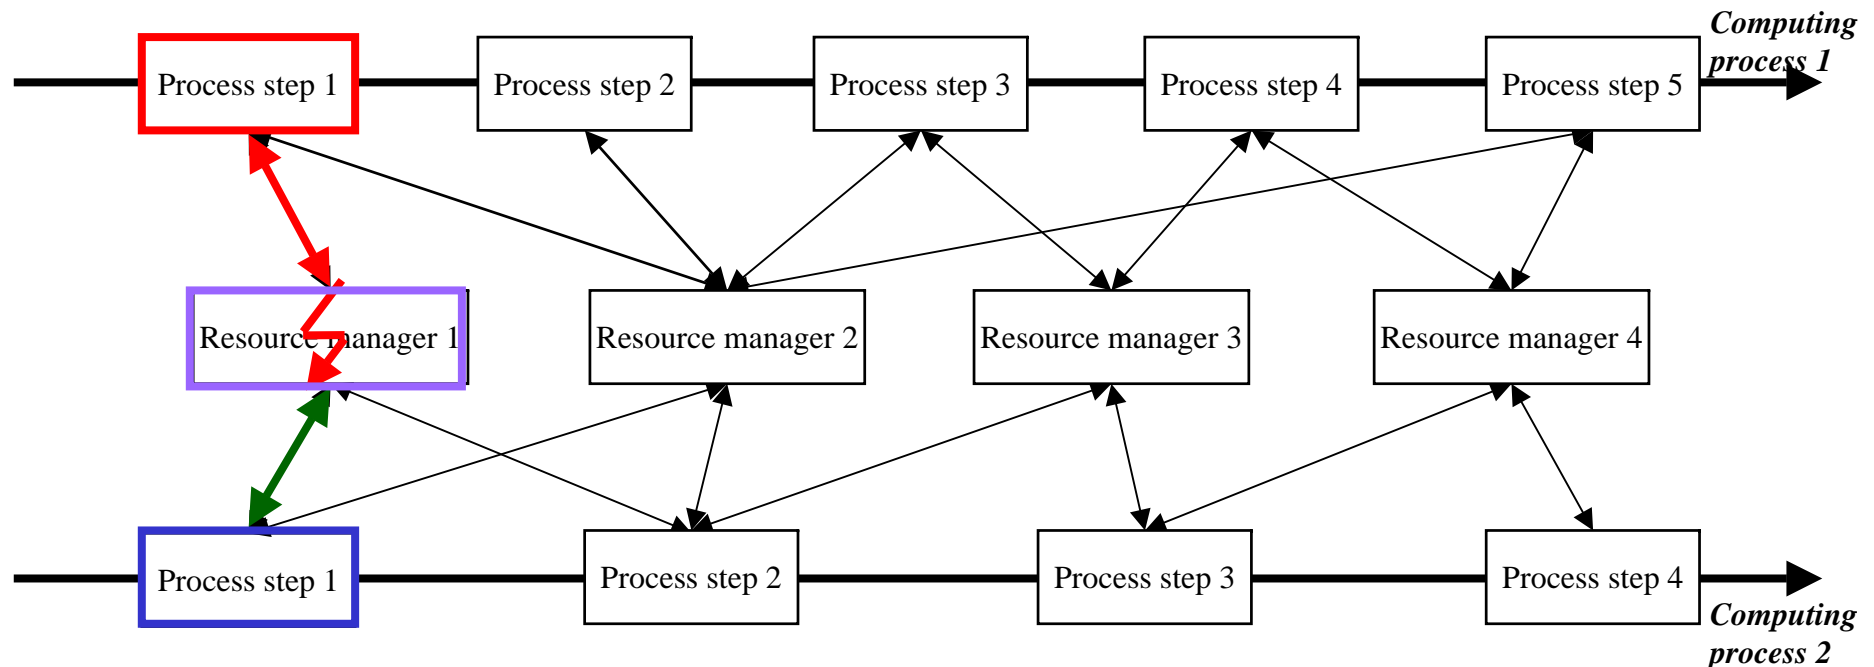 Computing
process 1
Process step 1
Process step 2
Process step 3
Process step 4
Process step 5
Resource manager 1
Resource manager 2
Resource manager 3
Resource manager 4
Process step 1
Process step 2
Process step 3
Process step 4
Computing
process 2